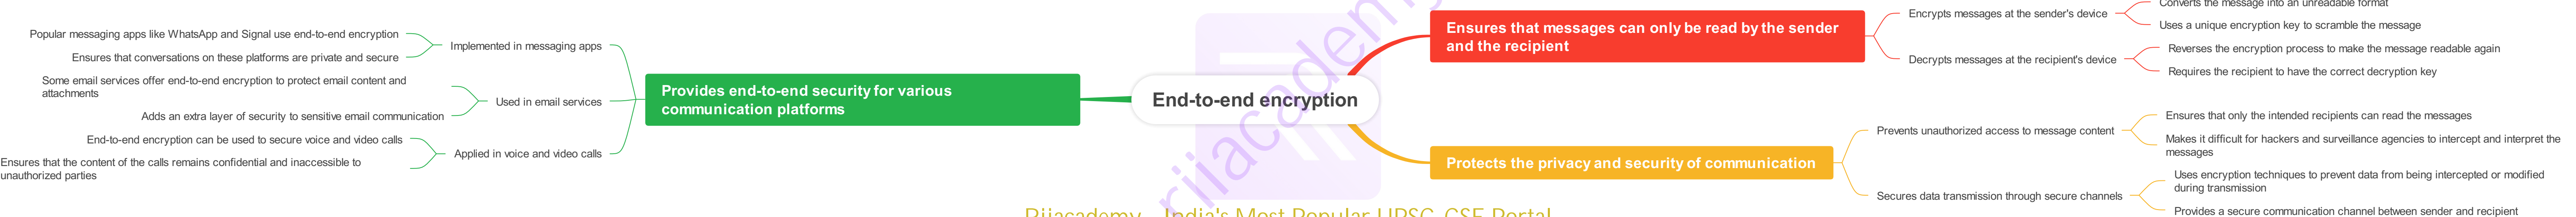 End-to-end encryption
Ensures that messages can only be read by the sender
and the recipient
Encrypts messages at the sender's device
Converts the message into an unreadable format
Uses a unique encryption key to scramble the message
Decrypts messages at the recipient's device
Reverses the encryption process to make the message readable again
Requires the recipient to have the correct decryption key
Protects the privacy and security of communication
Prevents unauthorized access to message content
Ensures that only the intended recipients can read the messages
Makes it difficult for hackers and surveillance agencies to intercept and interpret the
messages
Secures data transmission through secure channels
Uses encryption techniques to prevent data from being intercepted or modified
during transmission
Provides a secure communication channel between sender and recipient
Provides end-to-end security for various
communication platforms
Implemented in messaging apps
Popular messaging apps like WhatsApp and Signal use end-to-end encryption
Ensures that conversations on these platforms are private and secure
Used in email services
Some email services offer end-to-end encryption to protect email content and
attachments
Adds an extra layer of security to sensitive email communication
Applied in voice and video calls
End-to-end encryption can be used to secure voice and video calls
Ensures that the content of the calls remains confidential and inaccessible to
unauthorized parties
riiacademy
Riiacademy - India's Most Popular UPSC-CSE Portal